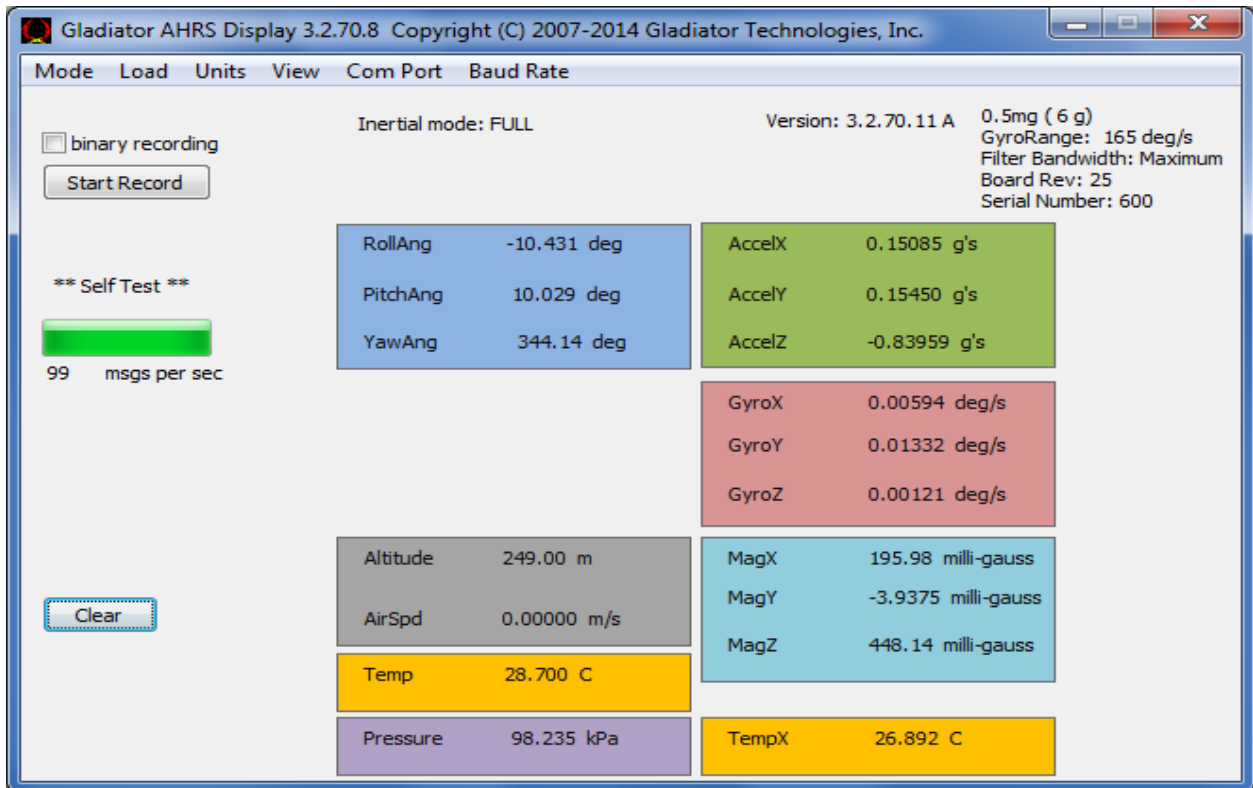 Gladiator AHRS Display 3.2.70.8 Copyright (C) 2007-2014 Gladiator Technologies, Inc.
Mode Load Units View Com Port Baud Rate
binary recording
Start Record
Inertial mode: FULL
Version: 3.2.70.11 A
0.5mg ( 6 g)
GyroRange: 165 deg/s
Filter Bandwidth: Maximum
Board Rev: 25
Serial Number: 600
** Self Test **
99 msgs per sec
Clear
RollAng -10.431 deg
PitchAng 10.029 deg
YawAng 344.14 deg
AccelX 0.15085 g's
AccelY 0.15450 g's
AccelZ -0.83959 g's
GyroX 0.00594 deg/s
GyroY 0.01332 deg/s
GyroZ 0.00121 deg/s
Altitude 249.00 m
AirSpd 0.00000 m/s
MagX 195.98 milli-gauss
MagY -3.9375 milli-gauss
MagZ 448.14 milli-gauss
Temp 28.700 C
Pressure 98.235 kPa
TempX 26.892 C